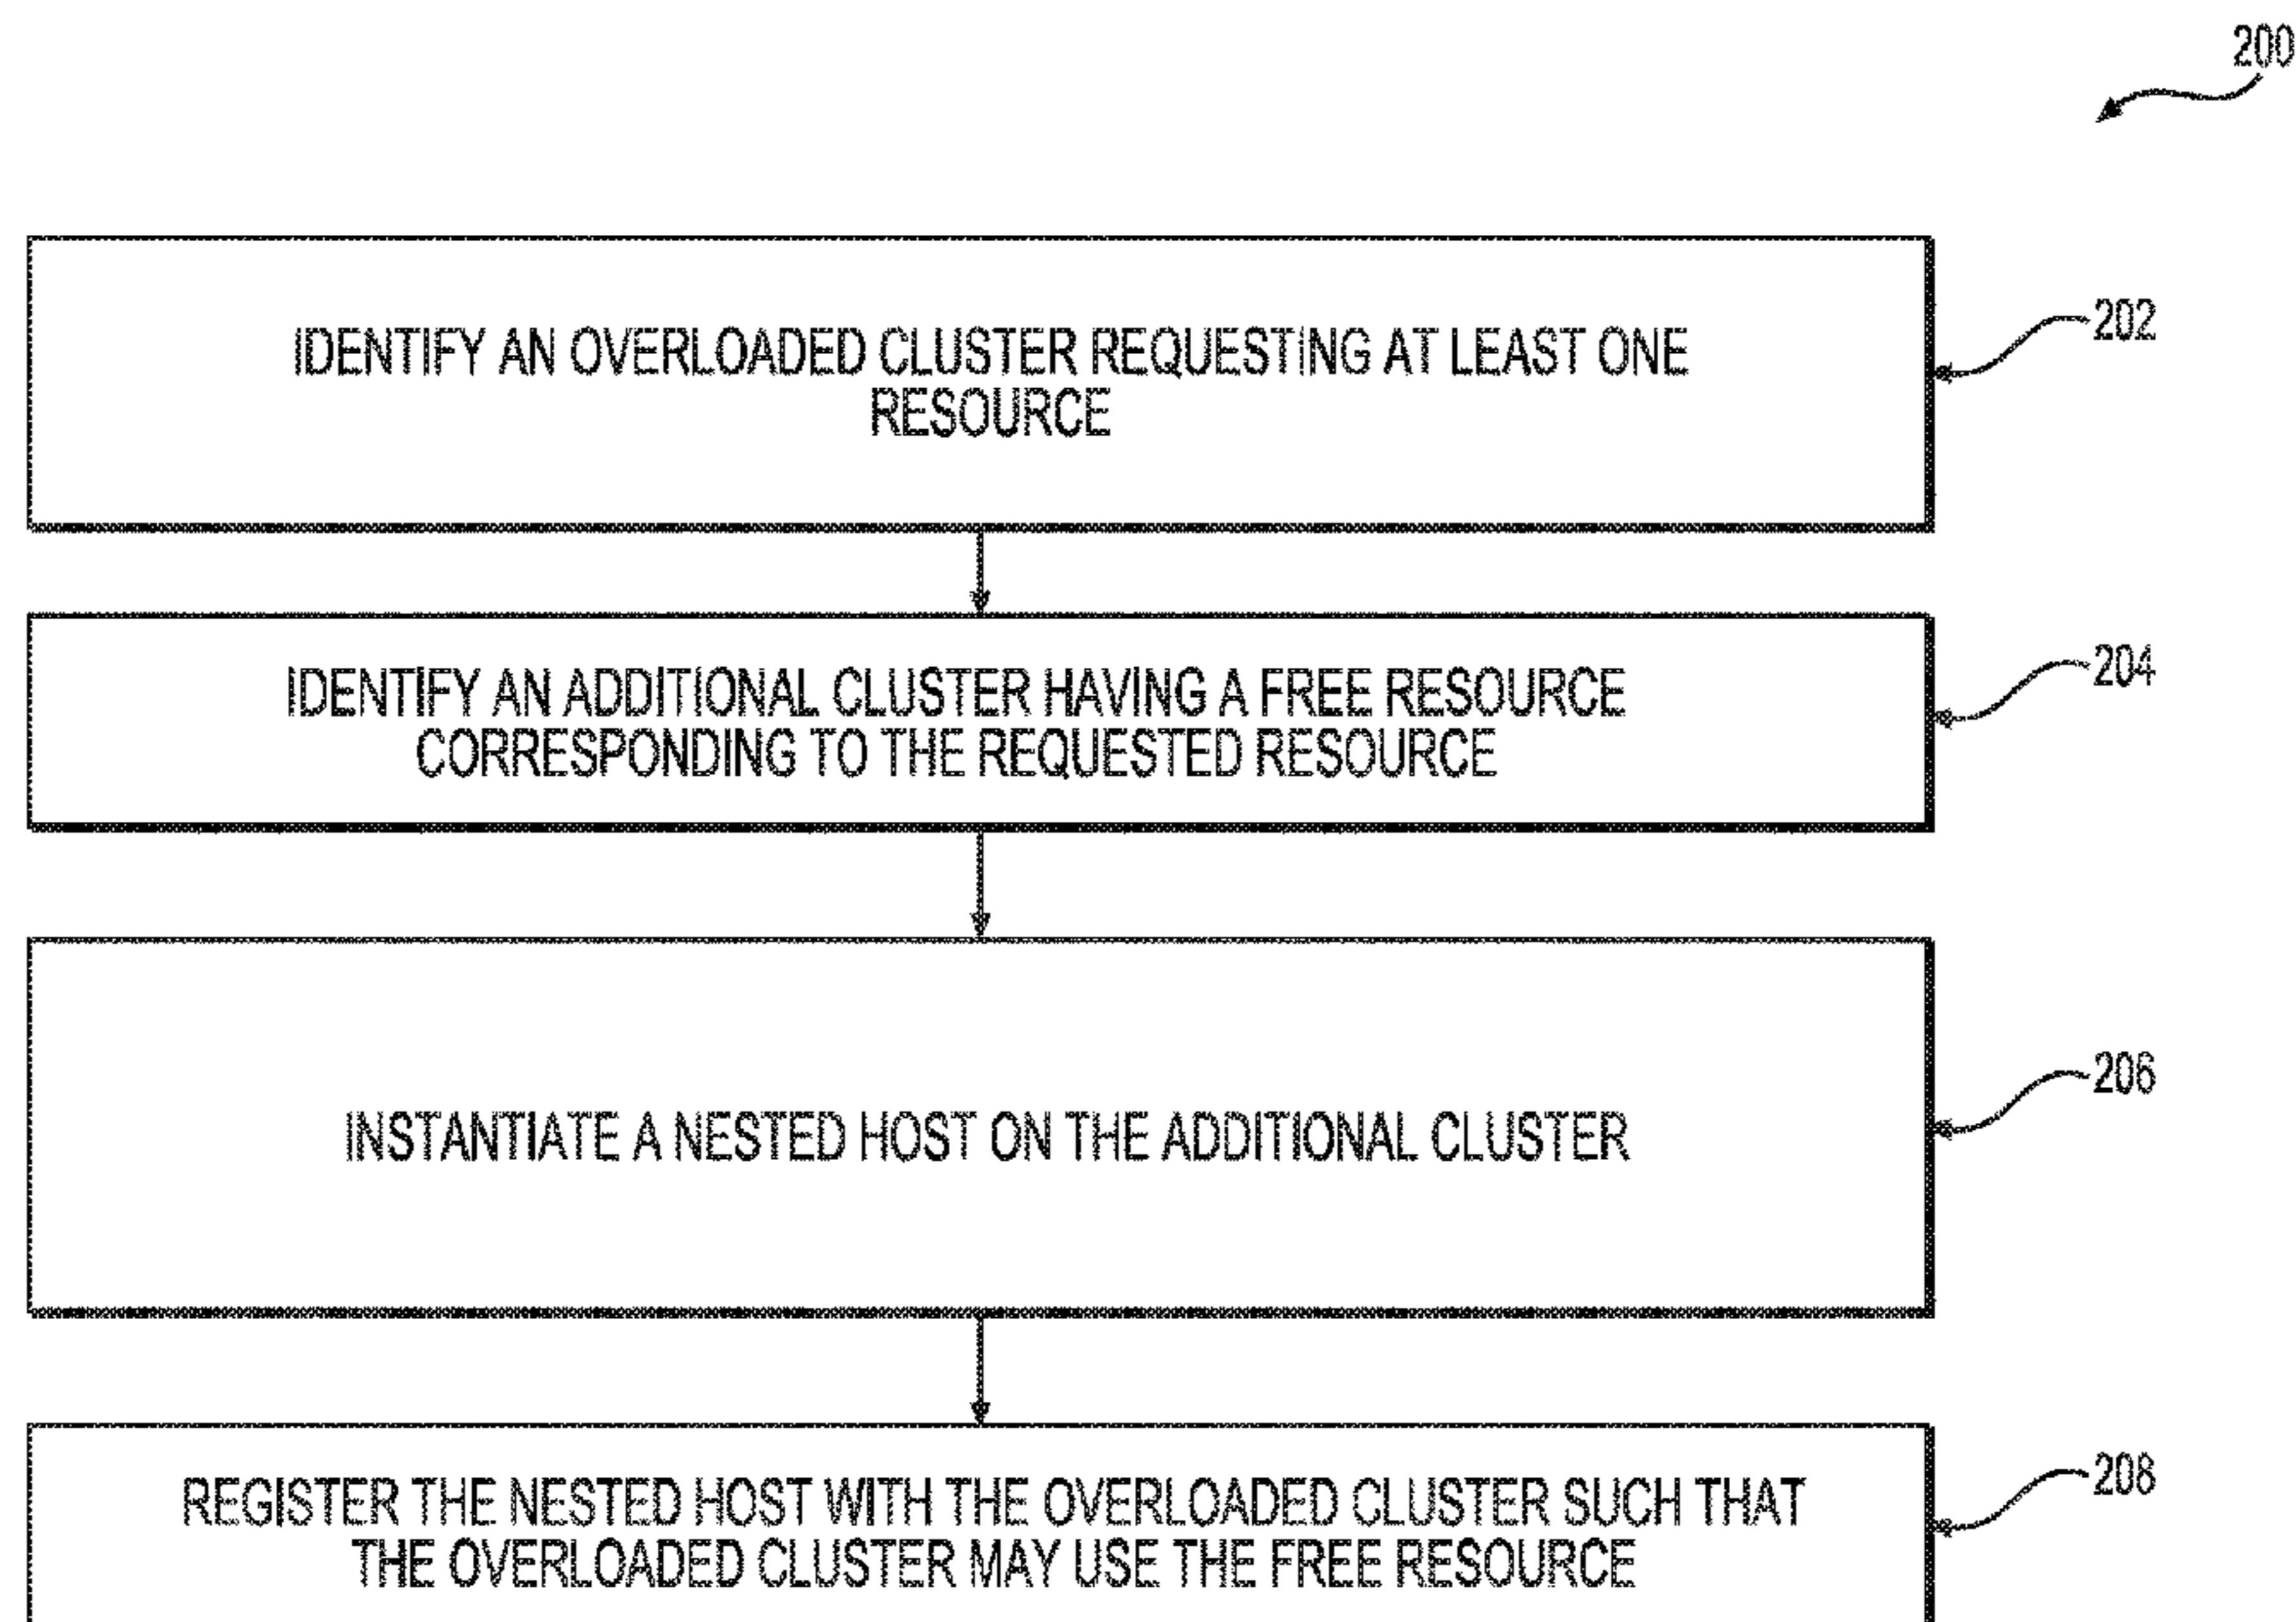 200
IDENTIFY AN OVERLOADED CLUSTER REQUESTING AT LEAST ONE
RESOURCE
202
IDENTIFY AN ADDITIONAL CLUSTER HAVING A FREE RESOURCE
CORRESPONDING TO THE REQUESTED RESOURCE
204
INSTANTIATE A NESTED HOST ON THE ADDITIONAL CLUSTER
206
REGISTER THE NESTED HOST WITH THE OVERLOADED CLUSTER SUCH THAT
THE OVERLOADED CLUSTER MAY USE THE FREE RESOURCE
208